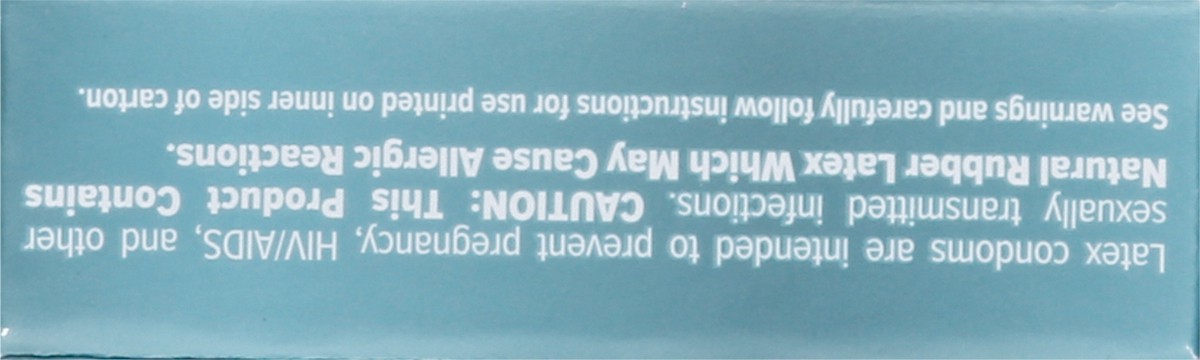 Latex condoms are intended to prevent pregnancy, HIV/AIDS, and other
sexually transmitted infections. CAUTION: This Product Contains
Natural Rubber Latex Which May Cause Allergic Reactions.
See warnings and carefully follow instructions for use printed on inner side of carton.